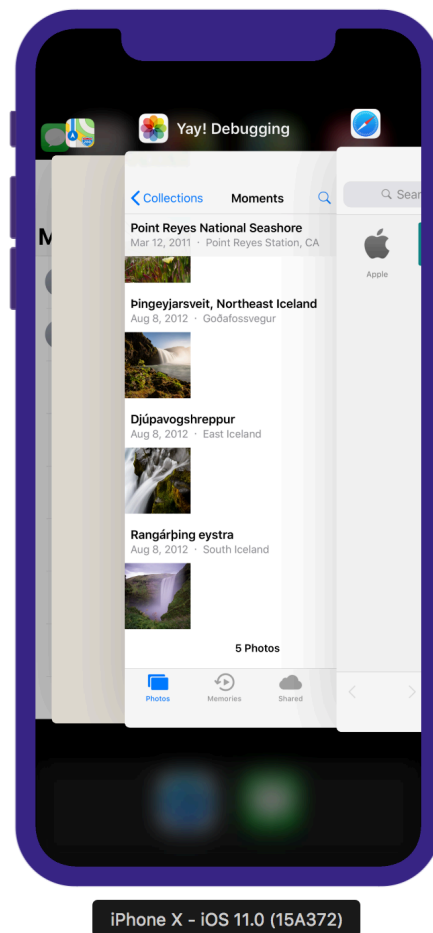 Yay! Debugging
Collections
Moments
Point Reyes National Seashore
Mar 12, 2011 · Point Reyes Station, CA
Þingeyjarsveit, Northeast Iceland
Aug 8, 2012 · Goðafossvegur
Djúpavogshreppur
Aug 8, 2012 · East Iceland
Rangárþing eystra
Aug 8, 2012 · South Iceland
5 Photos
Photos
Memories
Shared
M
Sear
Apple
iPhone X - iOS 11.0 (15A372)